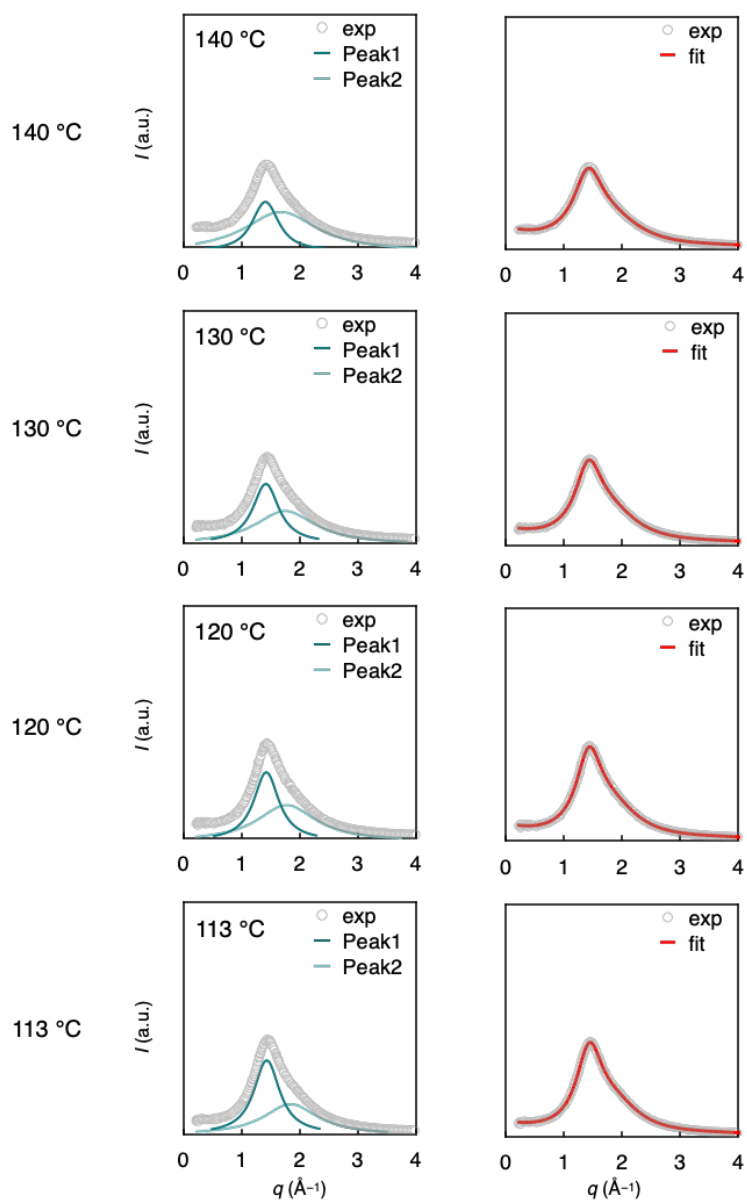 140 °C
I (a.u.)
140 °C
exp
Peak1
Peak2
0 1 2 3 4
exp
fit
0 1 2 3 4
130 °C
I (a.u.)
130 °C
exp
Peak1
Peak2
0 1 2 3 4
exp
fit
0 1 2 3 4
120 °C
I (a.u.)
120 °C
exp
Peak1
Peak2
0 1 2 3 4
exp
fit
0 1 2 3 4
113 °C
I (a.u.)
113 °C
exp
Peak1
Peak2
0 1 2 3 4
q (Å⁻¹)
exp
fit
0 1 2 3 4
q (Å⁻¹)